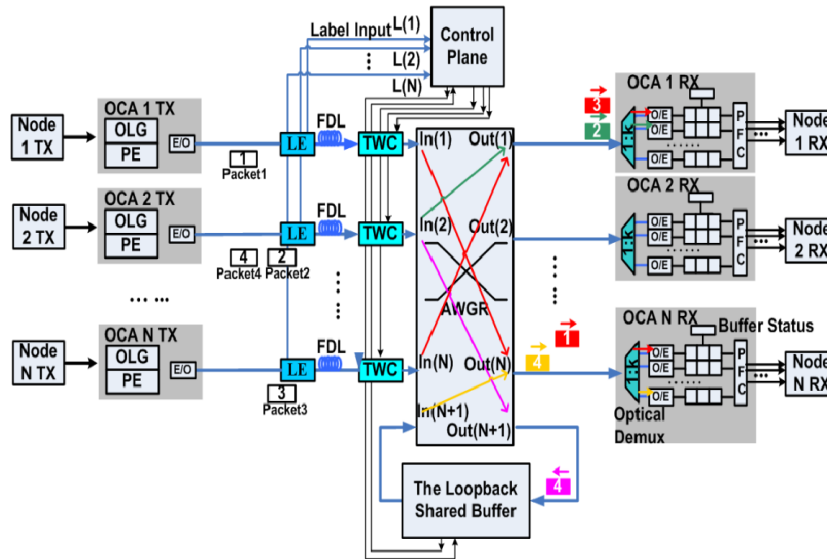 Label Input
L(1)
L(2)
L(N)
Control
Plane
Node
1 TX
OCA 1 TX
OLG
PE
E/O
1
Packet1
LE
FDL
TWC
In(1)
Out(1)
3
2
OCA 1 RX
1:k
O/E
O/E
O/E
P
F
C
Node
1 RX
Node
2 TX
OCA 2 TX
OLG
PE
E/O
4
Packet4
2
Packet2
LE
FDL
TWC
In(2)
Out(2)
OCA 2 RX
1:k
O/E
O/E
O/E
P
F
C
Node
2 RX
AWGR
Node
N TX
OCA N TX
OLG
PE
E/O
3
Packet3
LE
FDL
TWC
In(N)
Out(N)
In(N+1)
Out(N+1)
1
4
OCA N RX
Buffer Status
1:k
O/E
O/E
O/E
P
F
C
Node
N RX
Optical
Demux
4
The Loopback
Shared Buffer